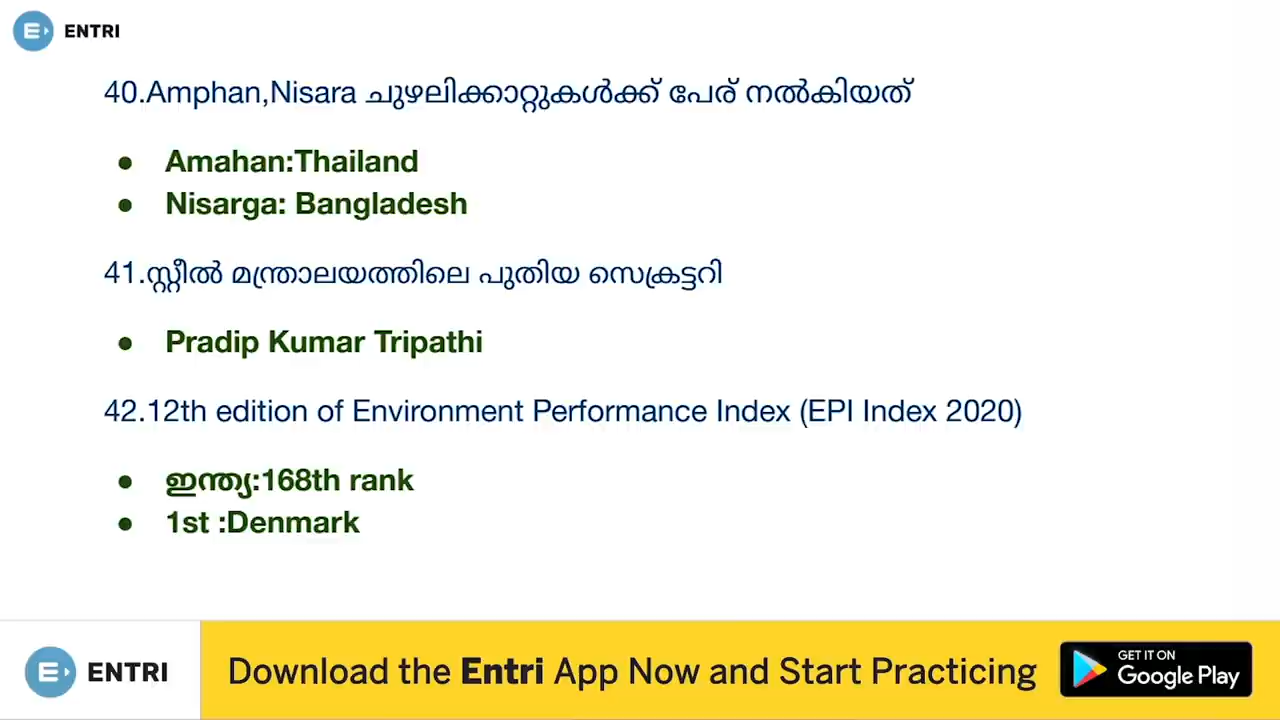 ENTRI
40.Amphan,Nisara ചുഴലിക്കാറ്റുകൾക്ക് പേര് നൽകിയത്
● Amahan:Thailand
● Nisarga: Bangladesh
41.സ്റ്റീൽ മന്ത്രാലയത്തിലെ പുതിയ സെക്രട്ടറി
● Pradip Kumar Tripathi
42.12th edition of Environment Performance Index (EPI Index 2020)
● ഇന്ത്യ:168th rank
● 1st :Denmark
ENTRI
Download the Entri App Now and Start Practicing
GET IT ON
Google Play